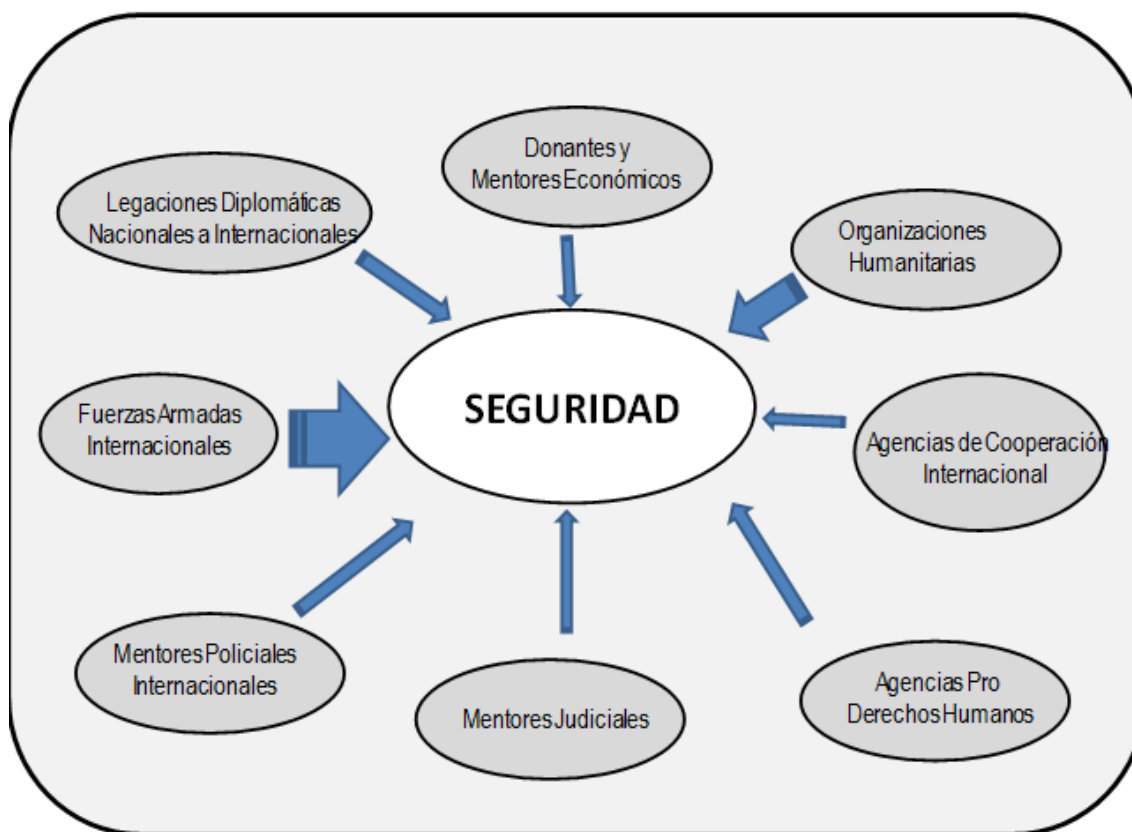 Donantes y
Mentores Económicos
Legaciones Diplomáticas
Nacionales a Internacionales
Organizaciones
Humanitarias
SEGURIDAD
Fuerzas Armadas
Internacionales
Agencias de Cooperación
Internacional
Mentores Policiales
Internacionales
Mentores Judiciales
Agencias Pro
Derechos Humanos